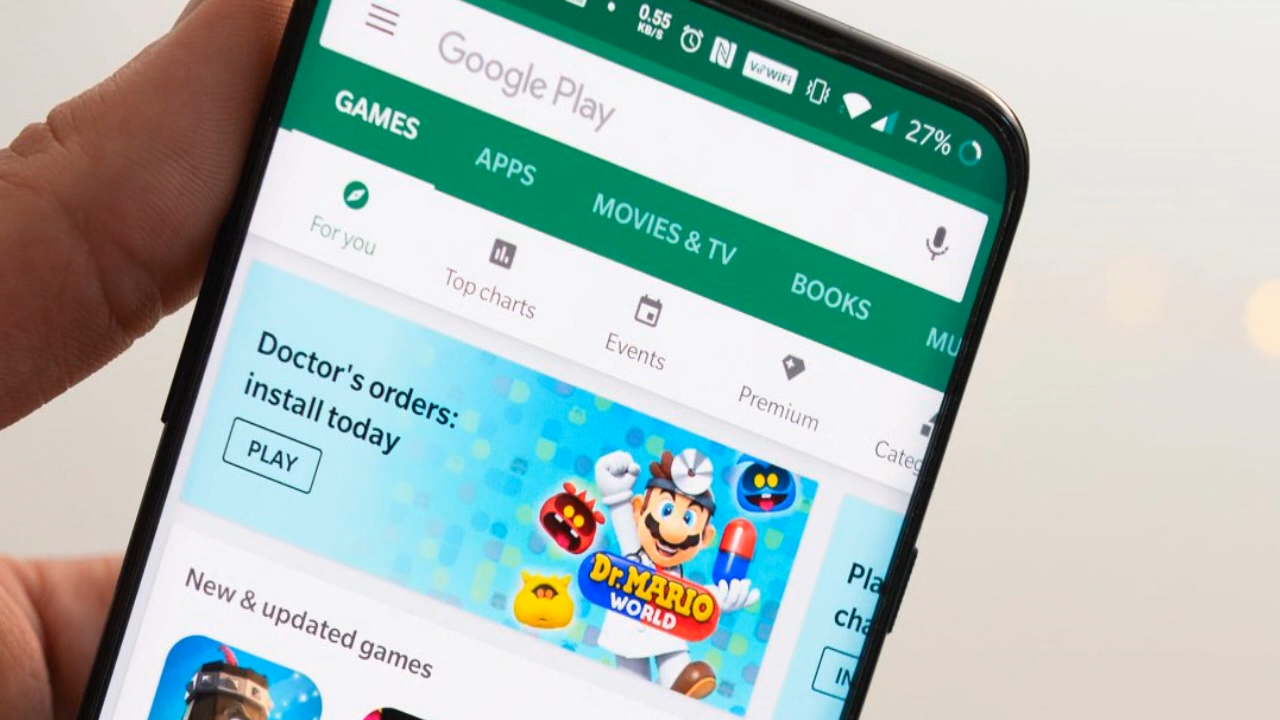 0.55
KB/S
VoWiFi
27%
Google Play
GAMES
APPS
MOVIES & TV
BOOKS
MU
For you
Top charts
Events
Premium
Categ
Doctor's orders:
install today
PLAY
Dr. MARIO
WORLD
Pla
cha
IN
New & updated games